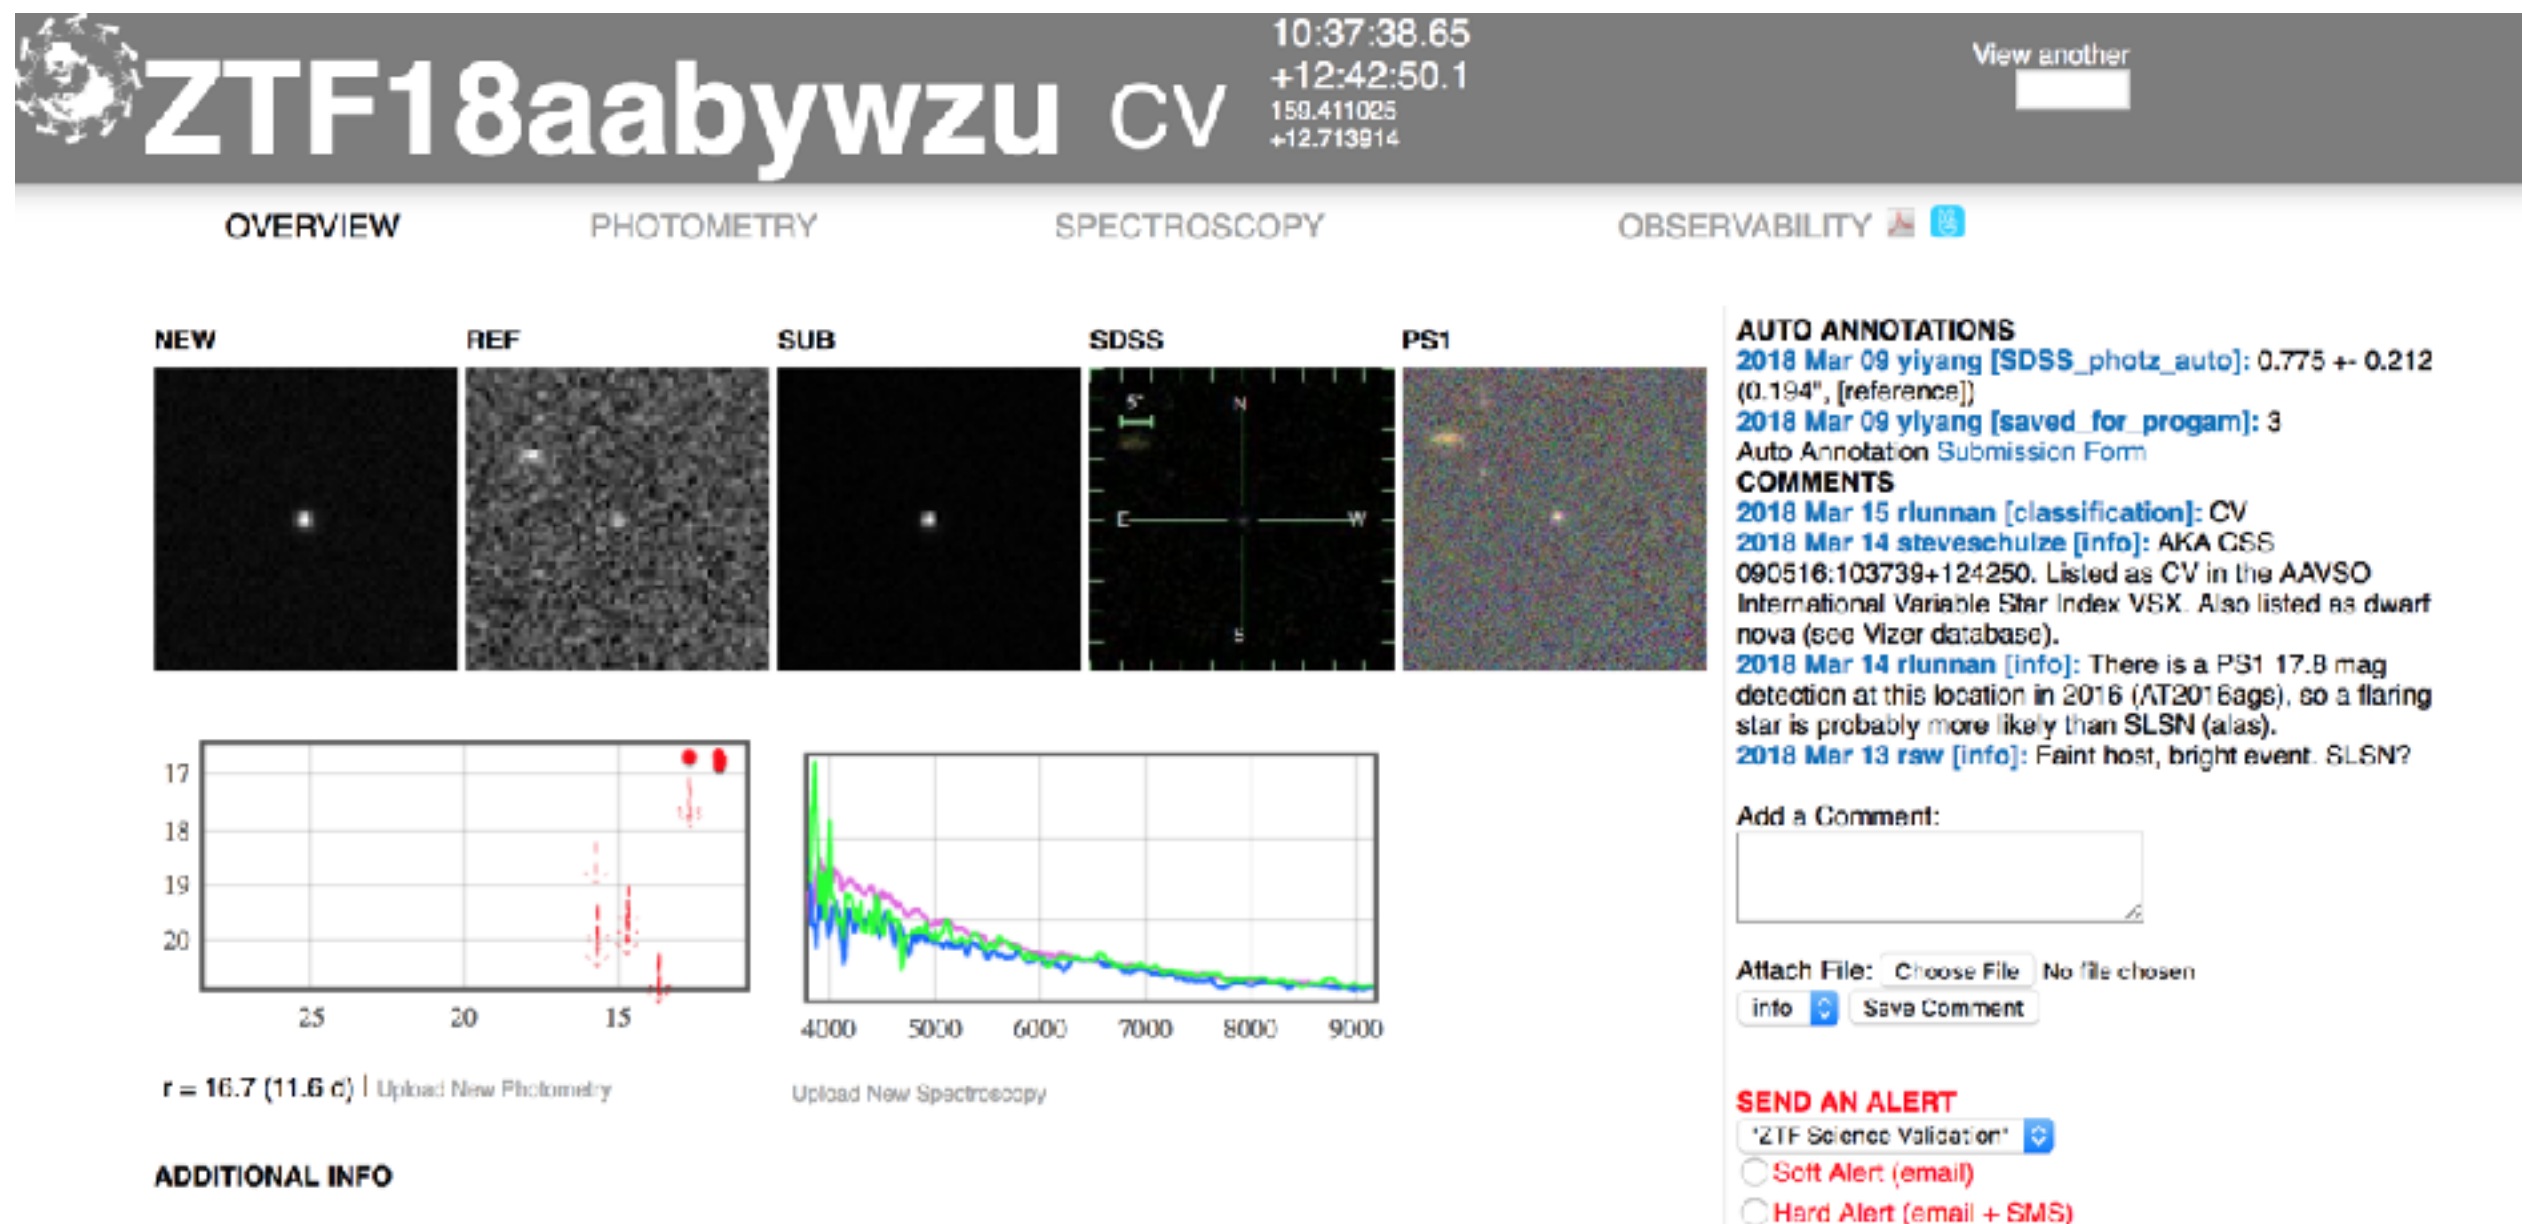 ZTF18aabywzu CV
10:37:38.65
+12:42:50.1
159.411025
+12.713914
View another
OVERVIEW
PHOTOMETRY
SPECTROSCOPY
OBSERVABILITY
NEW
REF
SUB
SDSS
PS1
5"
N
E
W
S
17
18
19
20
25
20
15
r = 16.7 (11.6 d) | Upload New Photometry
4000
5000
6000
7000
8000
9000
Upload New Spectroscopy
ADDITIONAL INFO
AUTO ANNOTATIONS
2018 Mar 09 yiyang [SDSS_photz_auto]: 0.775 +- 0.212
(0.194", [reference])
2018 Mar 09 yiyang [saved_for_progam]: 3
Auto Annotation Submission Form
COMMENTS
2018 Mar 15 rlunnan [classification]: CV
2018 Mar 14 steveschulze [info]: AKA CSS
090516:103739+124250. Listed as CV in the AAVSO
International Variable Star Index VSX. Also listed as dwarf
nova (see Vizer database).
2018 Mar 14 rlunnan [info]: There is a PS1 17.8 mag
detection at this location in 2016 (AT2016ags), so a flaring
star is probably more likely than SLSN (alas).
2018 Mar 13 raw [info]: Faint host, bright event. SLSN?
Add a Comment:
Attach File: Choose File No file chosen
info Save Comment
SEND AN ALERT
"ZTF Science Validation"
Soft Alert (email)
Hard Alert (email + SMS)